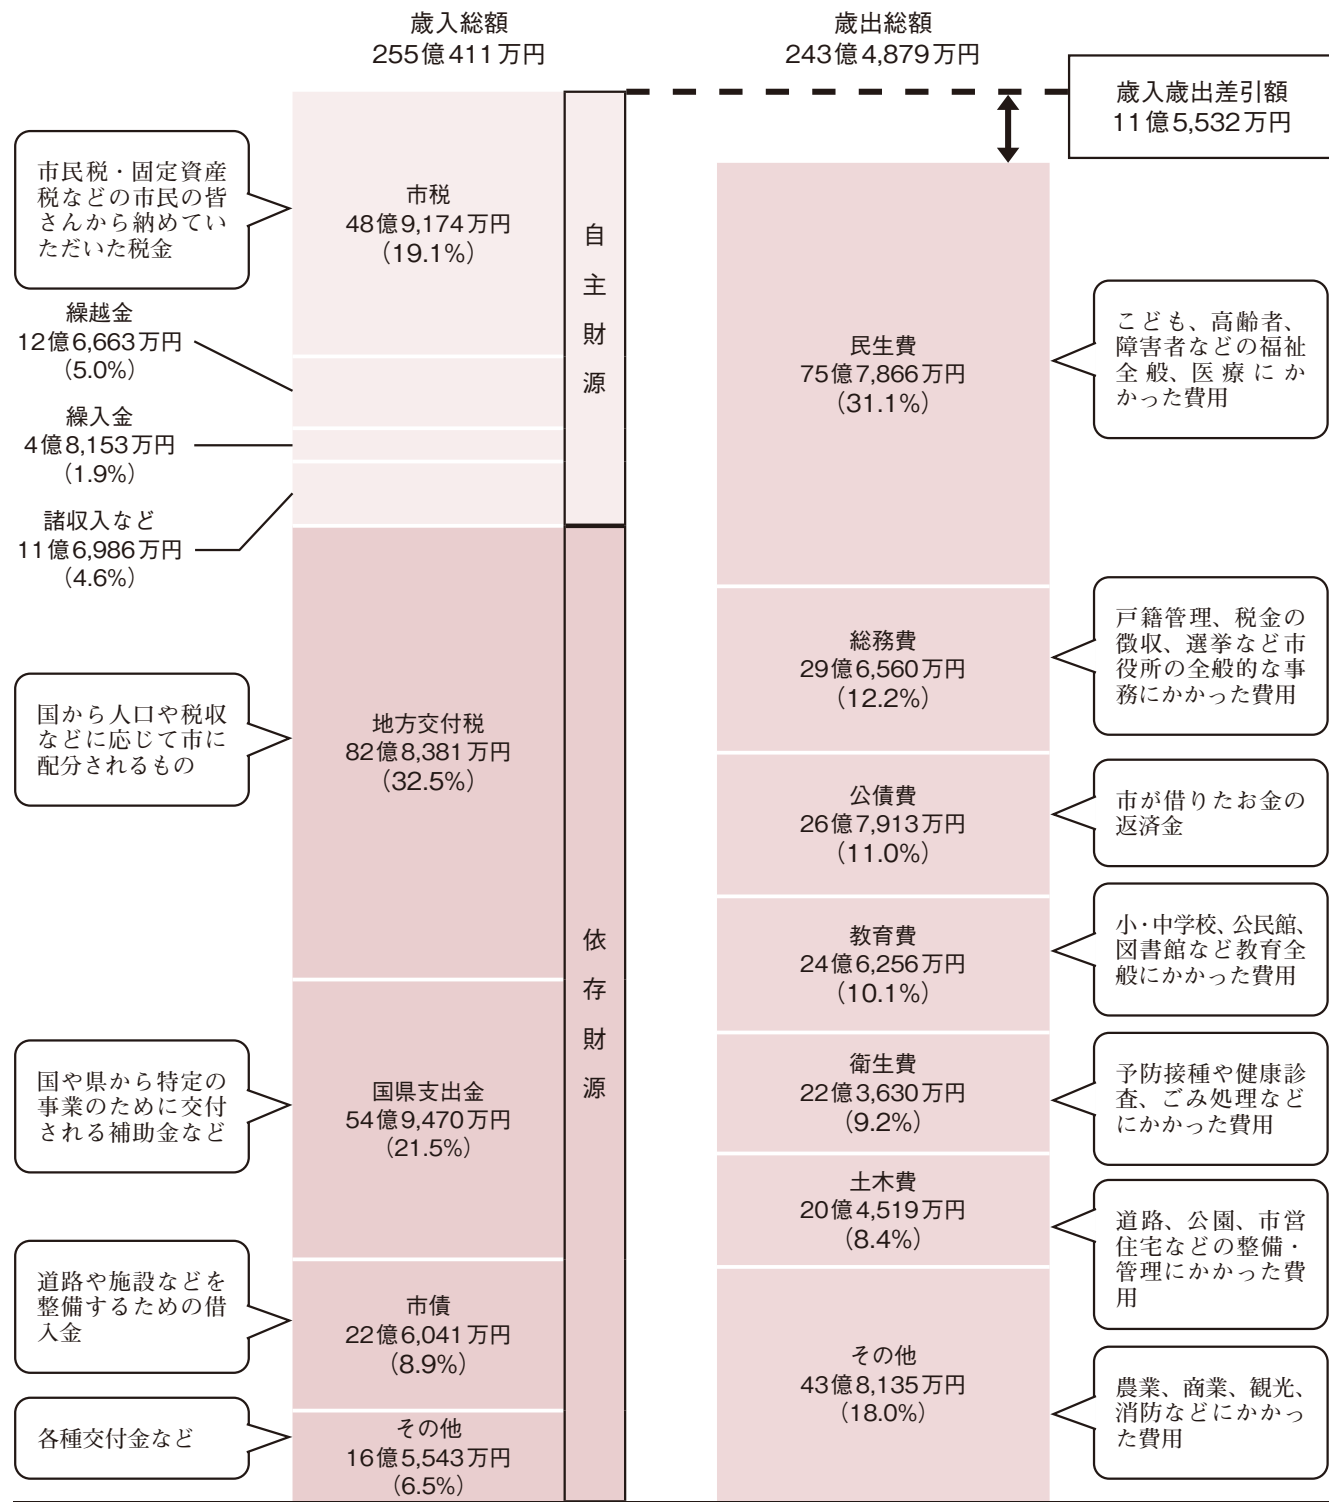 歳入総額
255億411万円
歳出総額
243億4,879万円
歳入歳出差引額
11億5,532万円
市民税・固定資産
税などの市民の皆
さんから納めてい
ただいた税金
市税
48億9,174万円
(19.1%)
繰越金
12億6,663万円
(5.0%)
繰入金
4億8,153万円
(1.9%)
諸収入など
11億6,986万円
(4.6%)
自主財源
国から人口や税収
などに応じて市に
配分されるもの
地方交付税
82億8,381万円
(32.5%)
国や県から特定の
事業のために交付
される補助金など
国県支出金
54億9,470万円
(21.5%)
道路や施設などを
整備するための借
入金
市債
22億6,041万円
(8.9%)
各種交付金など
その他
16億5,543万円
(6.5%)
依存財源
民生費
75億7,866万円
(31.1%)
こども、高齢者、
障害者などの福祉
全般、医療にか
かった費用
総務費
29億6,560万円
(12.2%)
戸籍管理、税金の
徴収、選挙など市
役所の全般的な事
務にかかった費用
公債費
26億7,913万円
(11.0%)
市が借りたお金の
返済金
教育費
24億6,256万円
(10.1%)
小・中学校、公民館、
図書館など教育全
般にかかった費用
衛生費
22億3,630万円
(9.2%)
予防接種や健康診
査、ごみ処理など
にかかった費用
土木費
20億4,519万円
(8.4%)
道路、公園、市営
住宅などの整備・
管理にかかった費
用
その他
43億8,135万円
(18.0%)
農業、商業、観光、
消防などにかかっ
た費用